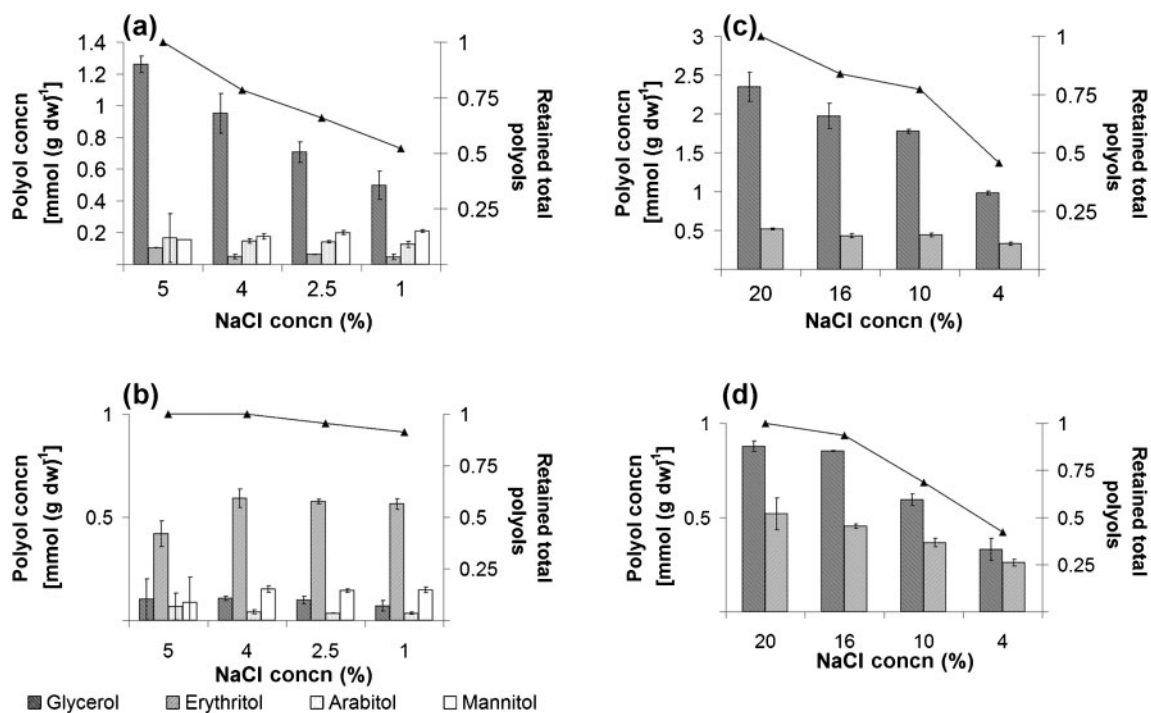 (a)
1.4
1.2
1
0.8
0.6
0.4
0.2
Polyol concn
[mmol (g dw)-1]
1
0.75
0.5
0.25
Retained total
polyols
5 4 2.5 1
NaCl concn (%)
(c)
3
2.5
2
1.5
1
0.5
Polyol concn
[mmol (g dw)-1]
1
0.75
0.5
0.25
Retained total
polyols
20 16 10 4
NaCl concn (%)
(b)
1
0.5
Polyol concn
[mmol (g dw)-1]
1
0.75
0.5
0.25
Retained total
polyols
5 4 2.5 1
NaCl concn (%)
(d)
1
0.5
Polyol concn
[mmol (g dw)-1]
1
0.75
0.5
0.25
Retained total
polyols
20 16 10 4
NaCl concn (%)
Glycerol Erythritol Arabitol Mannitol